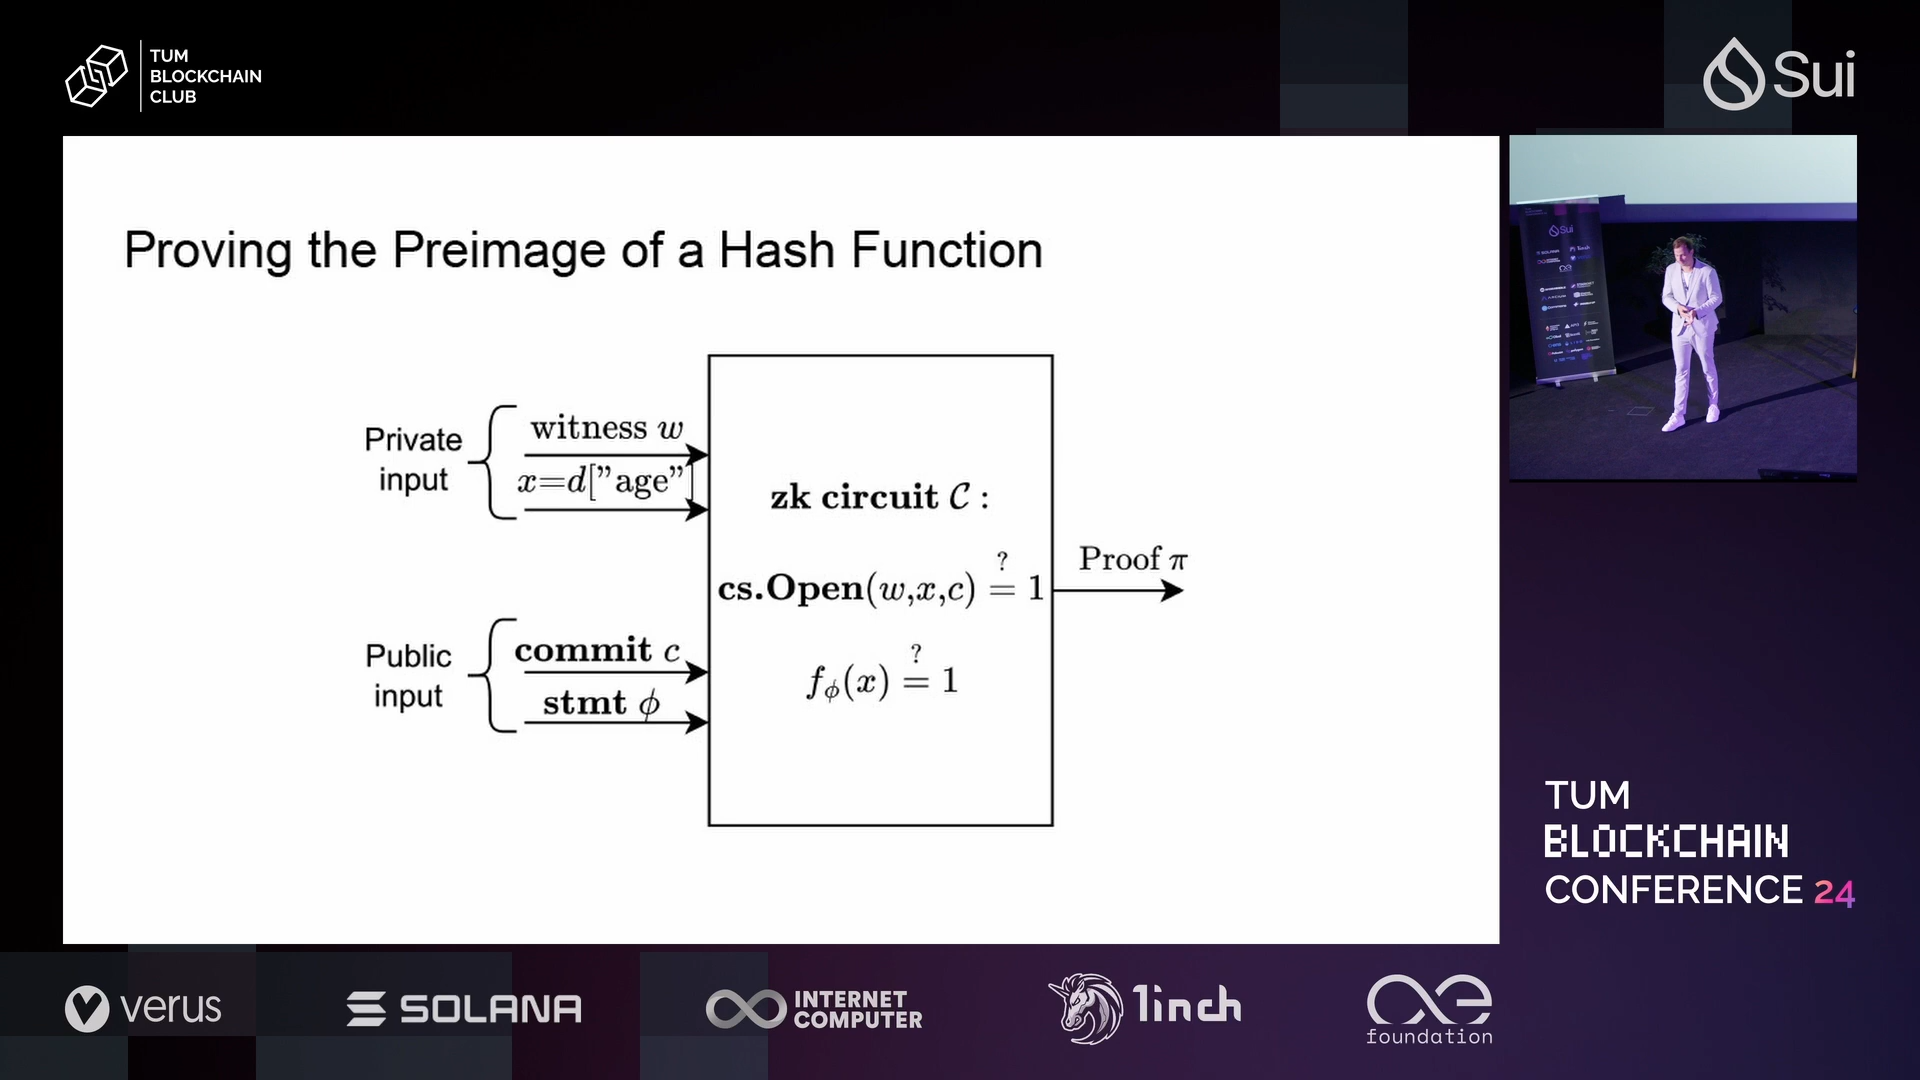 TUM
BLOCKCHAIN
CLUB
Sui
Proving the Preimage of a Hash Function
Private
input
witness w
x=d["age"]
Public
input
commit c
stmt ϕ
zk circuit 𝒞 :
cs.Open(w,x,c) ≟ 1
f_ϕ(x) ≟ 1
Proof π
Sui
TUM
BLOCKCHAIN
CONFERENCE 24
verus
SOLANA
INTERNET
COMPUTER
1inch
foundation